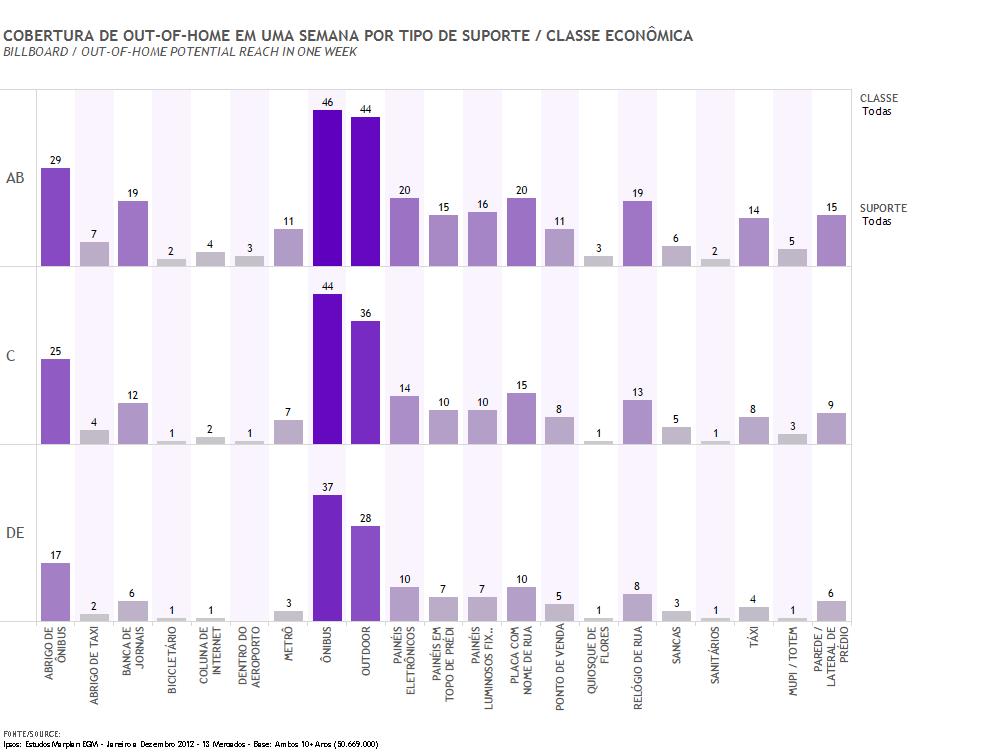 COBERTURA DE OUT-OF-HOME EM UMA SEMANA POR TIPO DE SUPORTE / CLASSE ECONÔMICA
BILLBOARD / OUT-OF-HOME POTENTIAL REACH IN ONE WEEK
CLASSE
Todas
SUPORTE
Todas
AB
29 7 19 2 4 3 11 46 44 20 15 16 20 11 3 19 6 2 14 5 15
C
25 4 12 1 2 1 7 44 36 14 10 10 15 8 1 13 5 1 8 3 9
DE
17 2 6 1 1 3 37 28 10 7 7 10 5 1 8 3 1 4 1 6
ABRIGO DE
ÔNIBUS
ABRIGO DE TAXI
BANCA DE
JORNAIS
BICICLETÁRIO
COLUNA DE
INTERNET
DENTRO DO
AEROPORTO
METRÔ
ÔNIBUS
OUTDOOR
PAINÉIS
ELETRÔNICOS
PAINÉIS EM
TOPO DE PRÉDI
PAINÉIS
LUMINOSOS FIX..
PLACA COM
NOME DE RUA
PONTO DE VENDA
QUIOSQUE DE
FLORES
RELÓGIO DE RUA
SANCAS
SANITÁRIOS
TÁXI
MUPI / TOTEM
PAREDE /
LATERAL DE
PRÉDIO
FONTE/SOURCE:
Ipsos: Estudos Marplan EGM - Janeiro a Dezembro 2012 - 13 Mercados - Base: Ambos 10+ Anos (50.669.000)